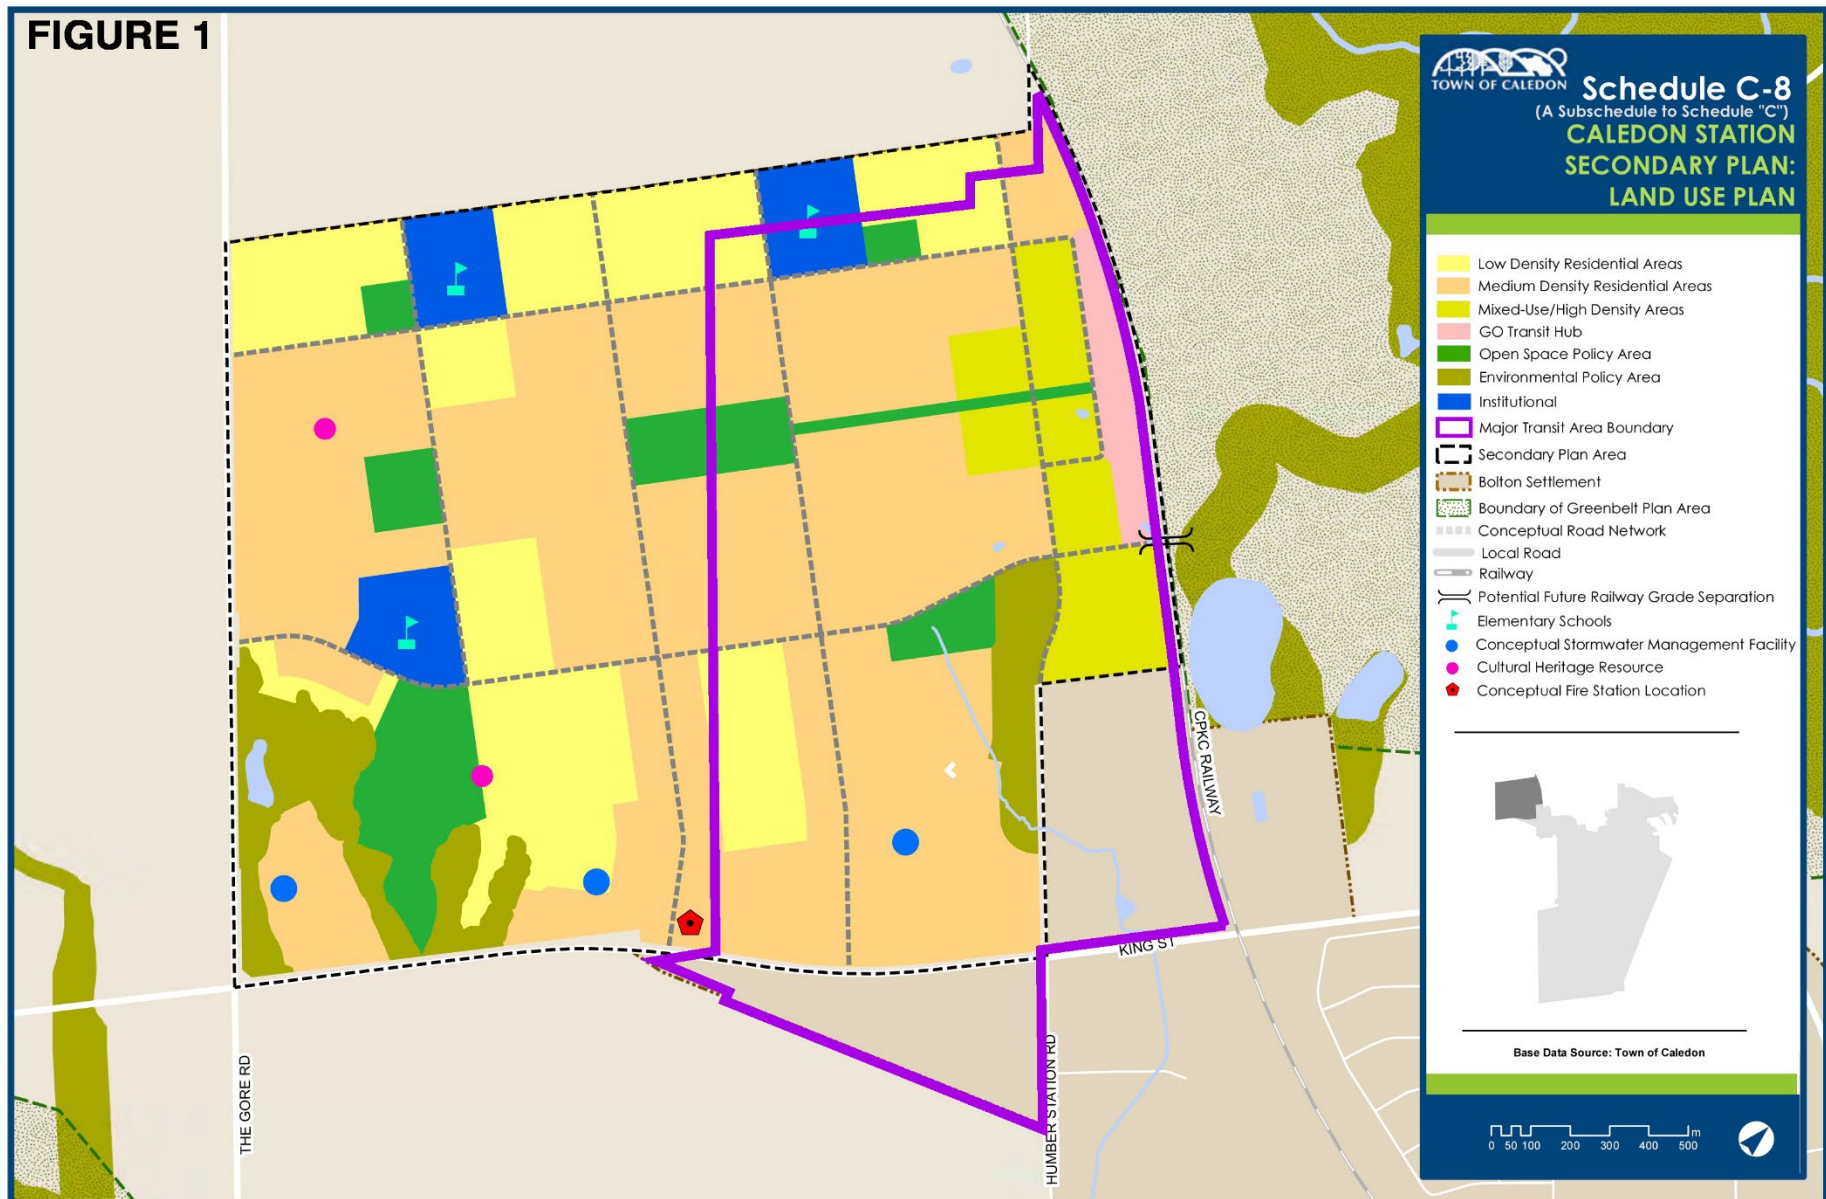 FIGURE 1
TOWN OF CALEDON
Schedule C-8
(A Subschedule to Schedule "C")
CALEDON STATION
SECONDARY PLAN:
LAND USE PLAN
Low Density Residential Areas
Medium Density Residential Areas
Mixed-Use/High Density Areas
GO Transit Hub
Open Space Policy Area
Environmental Policy Area
Institutional
Major Transit Area Boundary
Secondary Plan Area
Bolton Settlement
Boundary of Greenbelt Plan Area
Conceptual Road Network
Local Road
Railway
Potential Future Railway Grade Separation
Elementary Schools
Conceptual Stormwater Management Facility
Cultural Heritage Resource
Conceptual Fire Station Location
Base Data Source: Town of Caledon
m
0 50 100 200 300 400 500
CPKC RAILWAY
KING ST
THE GORE RD
HUMBER STATION RD